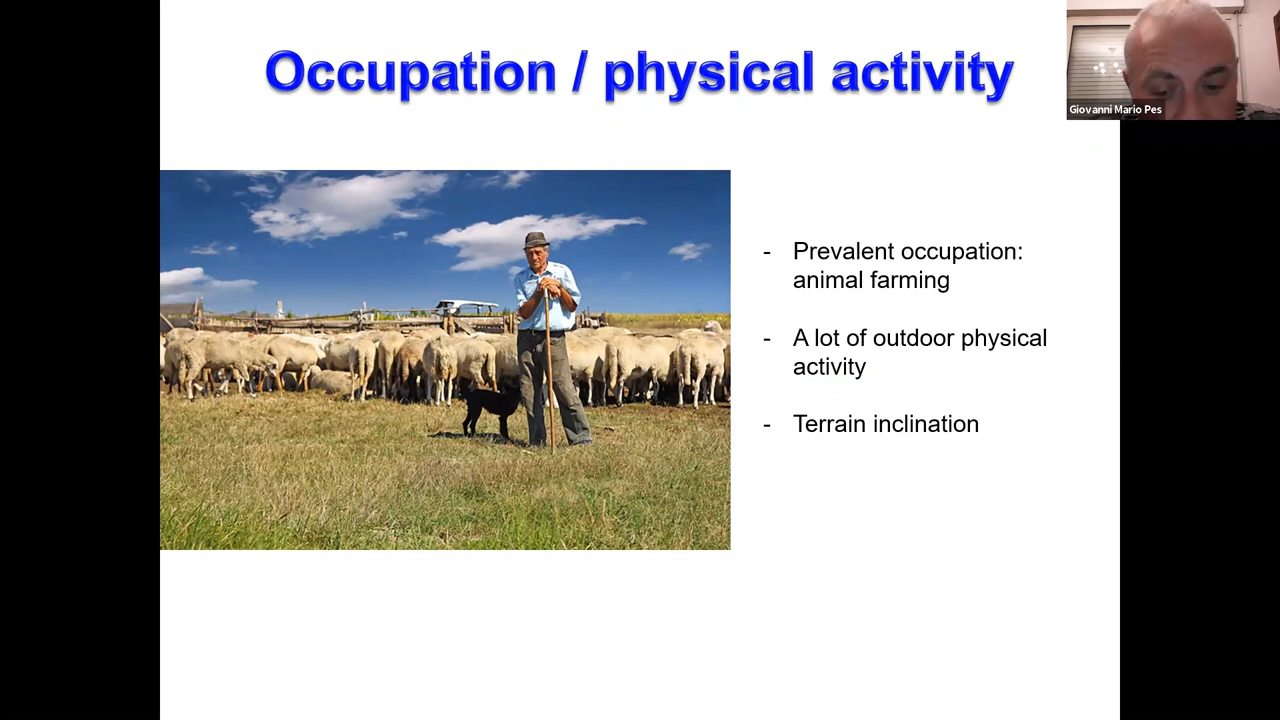 Occupation / physical activity
Giovanni Mario Pes
- Prevalent occupation:
animal farming
- A lot of outdoor physical
activity
- Terrain inclination